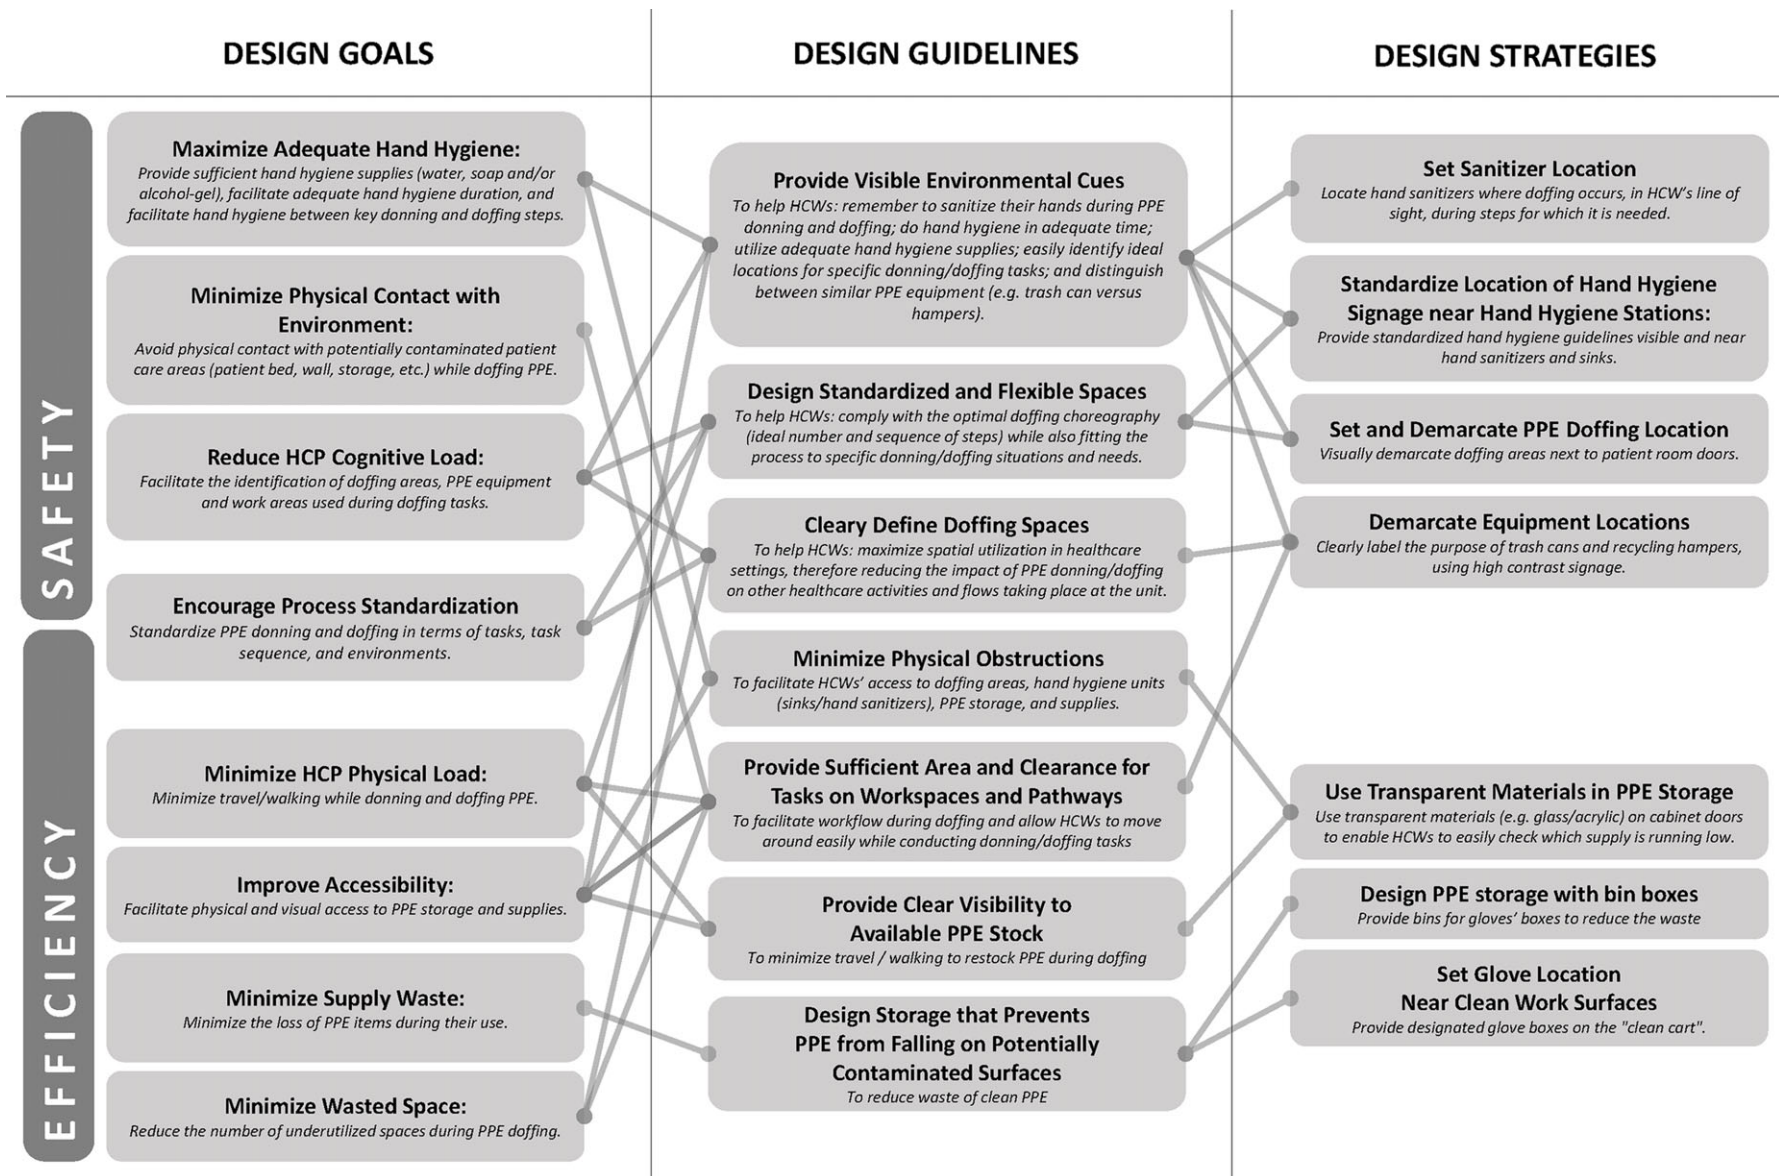 DESIGN GOALS
DESIGN GUIDELINES
DESIGN STRATEGIES
SAFETY
EFFICIENCY
Maximize Adequate Hand Hygiene:
Provide sufficient hand hygiene supplies (water, soap and/or
alcohol-gel), facilitate adequate hand hygiene duration, and
facilitate hand hygiene between key donning and doffing steps.
Minimize Physical Contact with
Environment:
Avoid physical contact with potentially contaminated patient
care areas (patient bed, wall, storage, etc.) while doffing PPE.
Reduce HCP Cognitive Load:
Facilitate the identification of doffing areas, PPE equipment
and work areas used during doffing tasks.
Encourage Process Standardization
Standardize PPE donning and doffing in terms of tasks, task
sequence, and environments.
Minimize HCP Physical Load:
Minimize travel/walking while donning and doffing PPE.
Improve Accessibility:
Facilitate physical and visual access to PPE storage and supplies.
Minimize Supply Waste:
Minimize the loss of PPE items during their use.
Minimize Wasted Space:
Reduce the number of underutilized spaces during PPE doffing.
Provide Visible Environmental Cues
To help HCWs: remember to sanitize their hands during PPE
donning and doffing; do hand hygiene in adequate time;
utilize adequate hand hygiene supplies; easily identify ideal
locations for specific donning/doffing tasks; and distinguish
between similar PPE equipment (e.g. trash can versus
hampers).
Design Standardized and Flexible Spaces
To help HCWs: comply with the optimal doffing choreography
(ideal number and sequence of steps) while also fitting the
process to specific donning/doffing situations and needs.
Cleary Define Doffing Spaces
To help HCWs: maximize spatial utilization in healthcare
settings, therefore reducing the impact of PPE donning/doffing
on other healthcare activities and flows taking place at the unit.
Minimize Physical Obstructions
To facilitate HCWs' access to doffing areas, hand hygiene units
(sinks/hand sanitizers), PPE storage, and supplies.
Provide Sufficient Area and Clearance for
Tasks on Workspaces and Pathways
To facilitate workflow during doffing and allow HCWs to move
around easily while conducting donning/doffing tasks
Provide Clear Visibility to
Available PPE Stock
To minimize travel / walking to restock PPE during doffing
Design Storage that Prevents
PPE from Falling on Potentially
Contaminated Surfaces
To reduce waste of clean PPE
Set Sanitizer Location
Locate hand sanitizers where doffing occurs, in HCW's line of
sight, during steps for which it is needed.
Standardize Location of Hand Hygiene
Signage near Hand Hygiene Stations:
Provide standardized hand hygiene guidelines visible and near
hand sanitizers and sinks.
Set and Demarcate PPE Doffing Location
Visually demarcate doffing areas next to patient room doors.
Demarcate Equipment Locations
Clearly label the purpose of trash cans and recycling hampers,
using high contrast signage.
Use Transparent Materials in PPE Storage
Use transparent materials (e.g. glass/acrylic) on cabinet doors
to enable HCWs to easily check which supply is running low.
Design PPE storage with bin boxes
Provide bins for gloves' boxes to reduce the waste
Set Glove Location
Near Clean Work Surfaces
Provide designated glove boxes on the "clean cart".